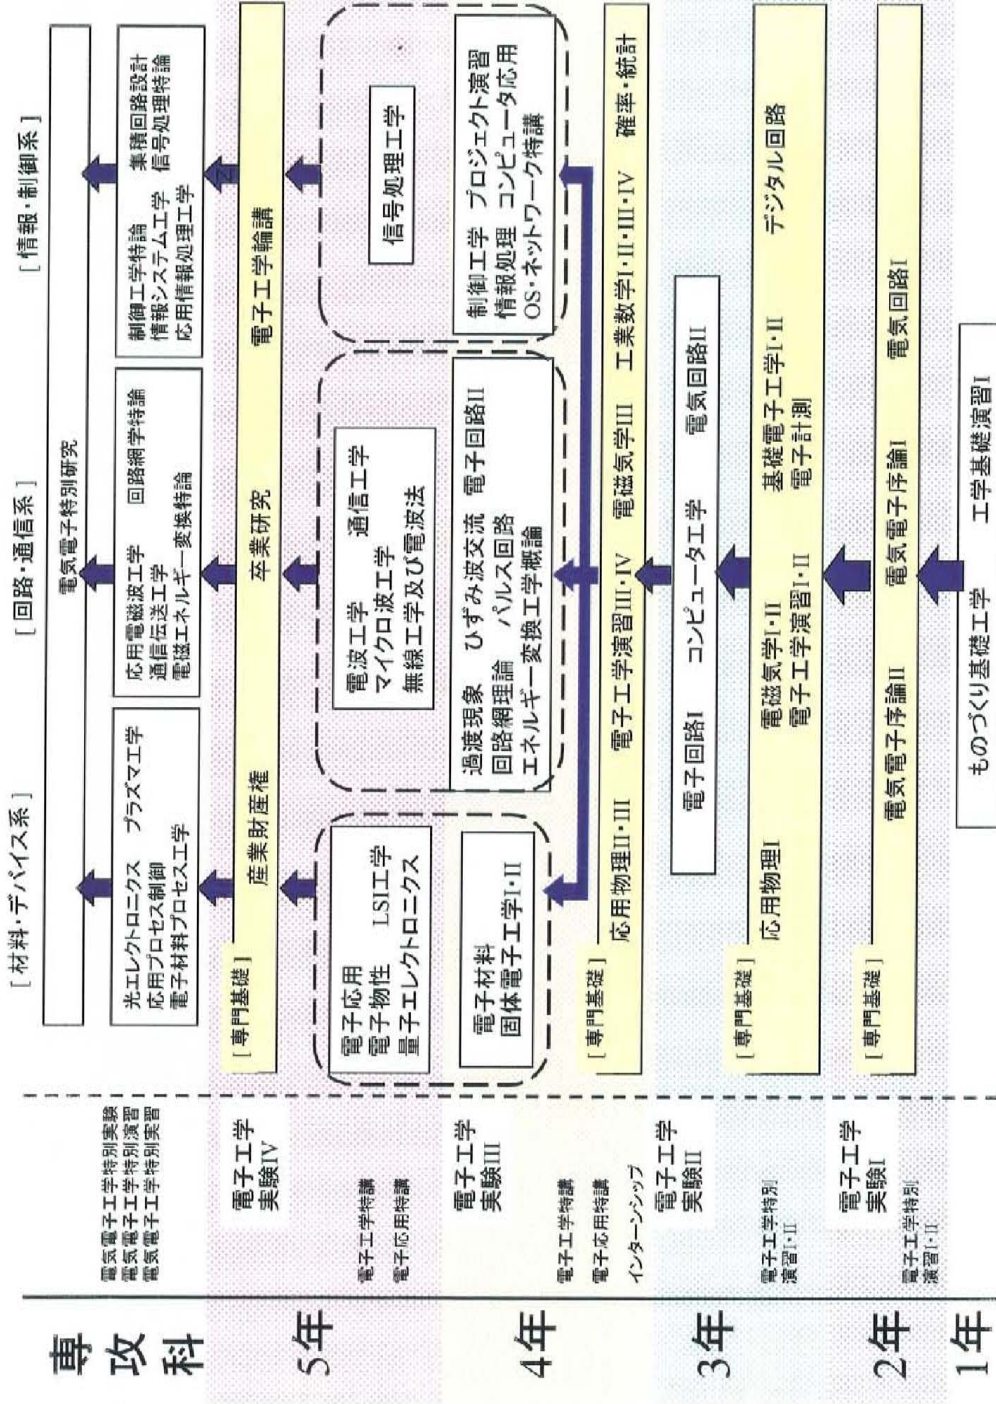 [ 材料・デバイス系 ]
[ 回路・通信系 ]
[ 情報・制御系 ]
専攻科
電気電子工学特別実験
電気電子工学特別演習
電気電子工学特別実習
電気電子特別研究
光エレクトロニクス プラズマ工学
応用プロセス制御
電子材料プロセス工学
応用電磁波工学 回路網学特論
通信伝送工学
電磁エネルギー変換特論
制御工学特論 集積回路設計
情報システム工学 信号処理特論
応用情報処理工学
5年
電子工学
実験IV
電子工学特講
電子応用特講
[ 専門基礎 ]
産業財産権 卒業研究 電子工学輪講
電子応用
電子物性 LSI工学
量子エレクトロニクス
電波工学 通信工学
マイクロ波工学
無線工学及び電波法
信号処理工学
4年
電子工学
実験III
電子工学特講
電子応用特講
インターンシップ
電子材料
固体電子工学I・II
過渡現象 ひずみ波交流 電子回路II
回路網理論 パルス回路
エネルギー変換工学概論
制御工学 プロジェクト演習
情報処理 コンピュータ応用
OS・ネットワーク特講
[ 専門基礎 ]
応用物理II・III 電子工学演習III・IV 電磁気学III 工業数学I・II・III・IV 確率・統計
3年
電子工学
実験II
電子工学特別
演習I・II
電子回路I コンピュータ工学 電気回路II
[ 専門基礎 ]
応用物理I 電磁気学I・II 基礎電子工学I・II デジタル回路
電子工学演習I・II 電子計測
2年
電子工学
実験I
電子工学特別
演習I・II
[ 専門基礎 ]
電気電子序論II 電気電子序論I 電気回路I
1年
ものづくり基礎工学 工学基礎演習I